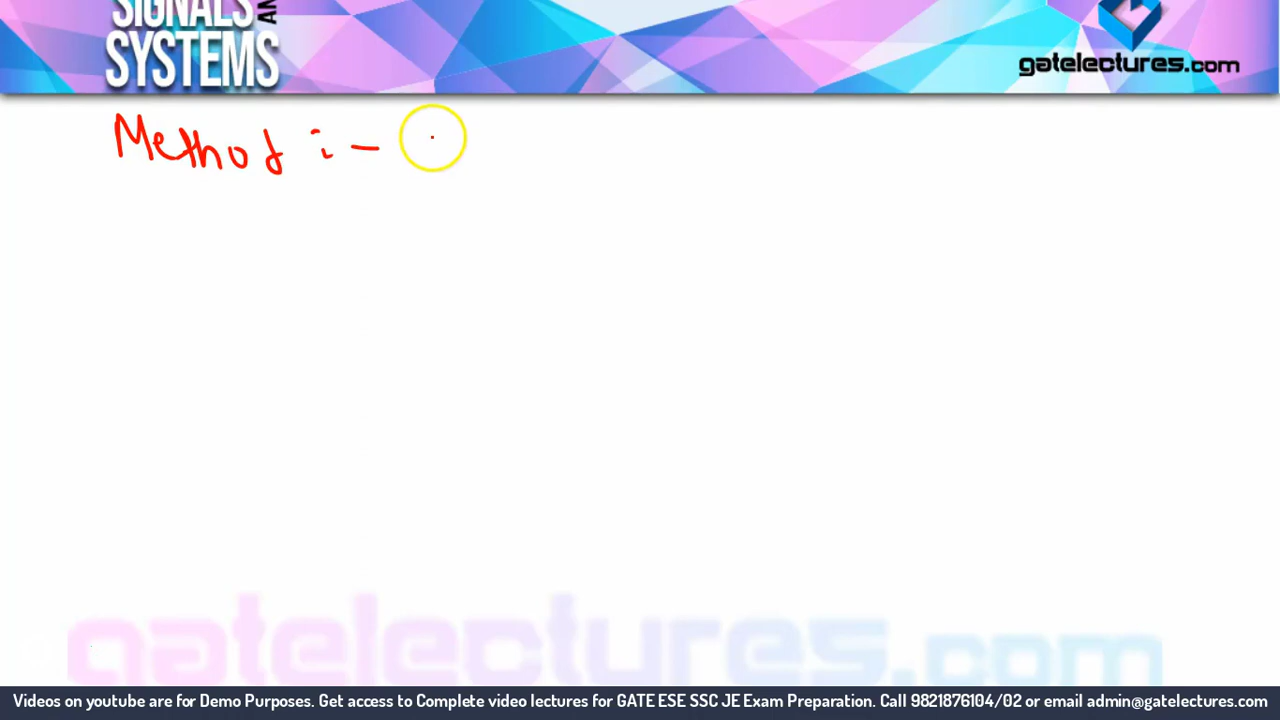 SIGNALS AND
SYSTEMS
gatelectures.com
Method :-
gatelectures.com
Videos on youtube are for Demo Purposes. Get access to Complete video lectures for GATE ESE SSC JE Exam Preparation. Call 9821876104/02 or email admin@gatelectures.com